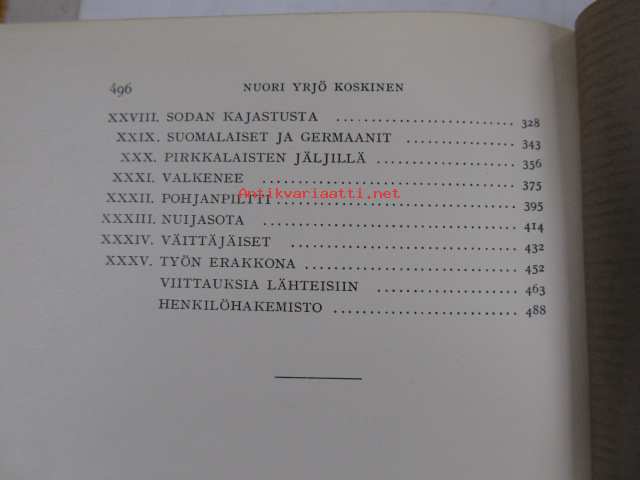 496 NUORI YRJÖ KOSKINEN
XXVIII. SODAN KAJASTUSTA .......................... 328
XXIX. SUOMALAISET JA GERMAANIT ................ 343
XXX. PIRKKALAISTEN JÄLJILLÄ .................... 356
XXXI. VALKENEE .................................... 375
Antikvariaatti.net
XXXII. POHJANPILTTI ................................ 395
XXXIII. NUIJASOTA .................................... 414
XXXIV. VÄITTÄJÄISET ................................ 432
XXXV. TYÖN ERAKKONA ............................ 452
VIITTAUKSIA LÄHTEISIIN .................... 463
HENKILÖHAKEMISTO ........................... 488